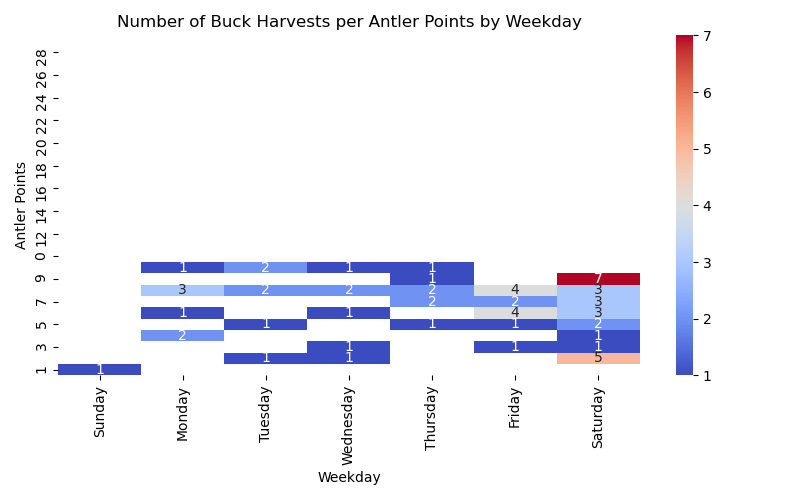 Number of Buck Harvests per Antler Points by Weekday
Antler Points
28
26
24
22
20
18
16
14
12
0
9
7
5
3
1
1 2 1 1
1 7
3 2 2 2 4 3
2 2 3
1 1 4 3
1 1 1 2
2 1
1 1 1
1 1 5
1
Sunday Monday Tuesday Wednesday Thursday Friday Saturday
Weekday
7
6
5
4
3
2
1